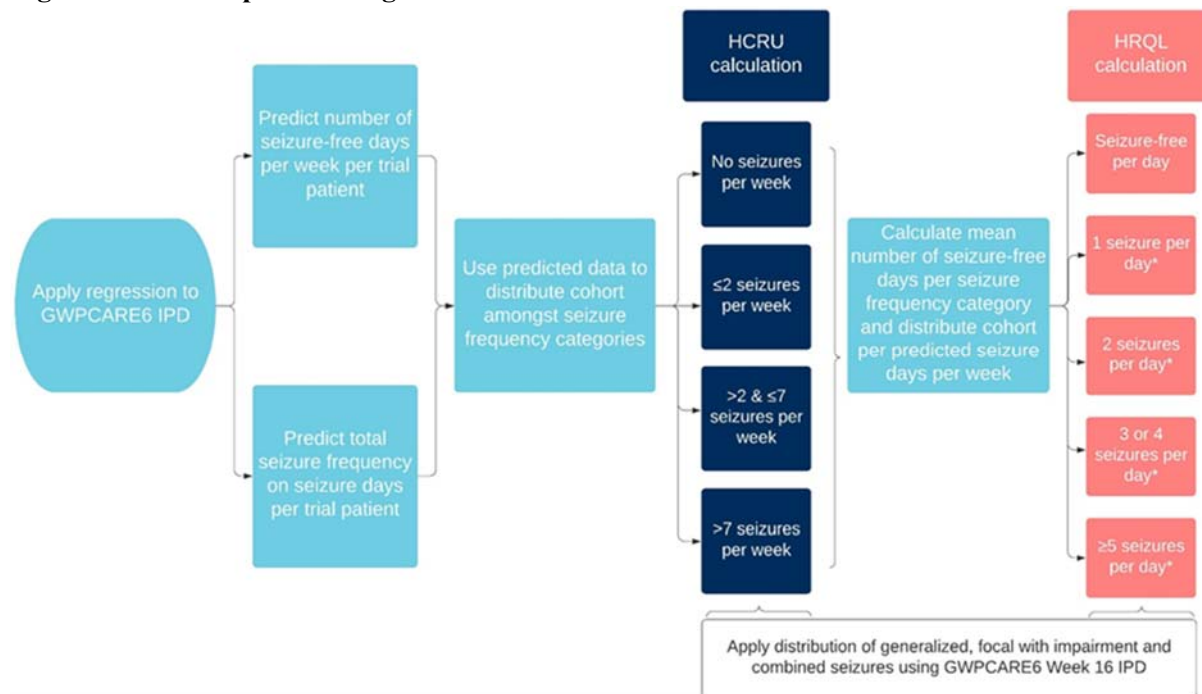 Apply regression to
GWPCARE6 IPD
Predict number of
seizure-free days
per week per trial
patient
Predict total
seizure frequency
on seizure days
per trial patient
Use predicted data to
distribute cohort
amongst seizure
frequency categories
HCRU
calculation
No seizures
per week
≤2 seizures
per week
>2 & ≤7
seizures per
week
>7 seizures
per week
Calculate mean
number of seizure-free
days per seizure
frequency category
and distribute cohort
per predicted seizure
days per week
HRQL
calculation
Seizure-free
per day
1 seizure per
day*
2 seizures
per day*
3 or 4
seizures per
day*
≥5 seizures
per day*
Apply distribution of generalized, focal with impairment and
combined seizures using GWPCARE6 Week 16 IPD